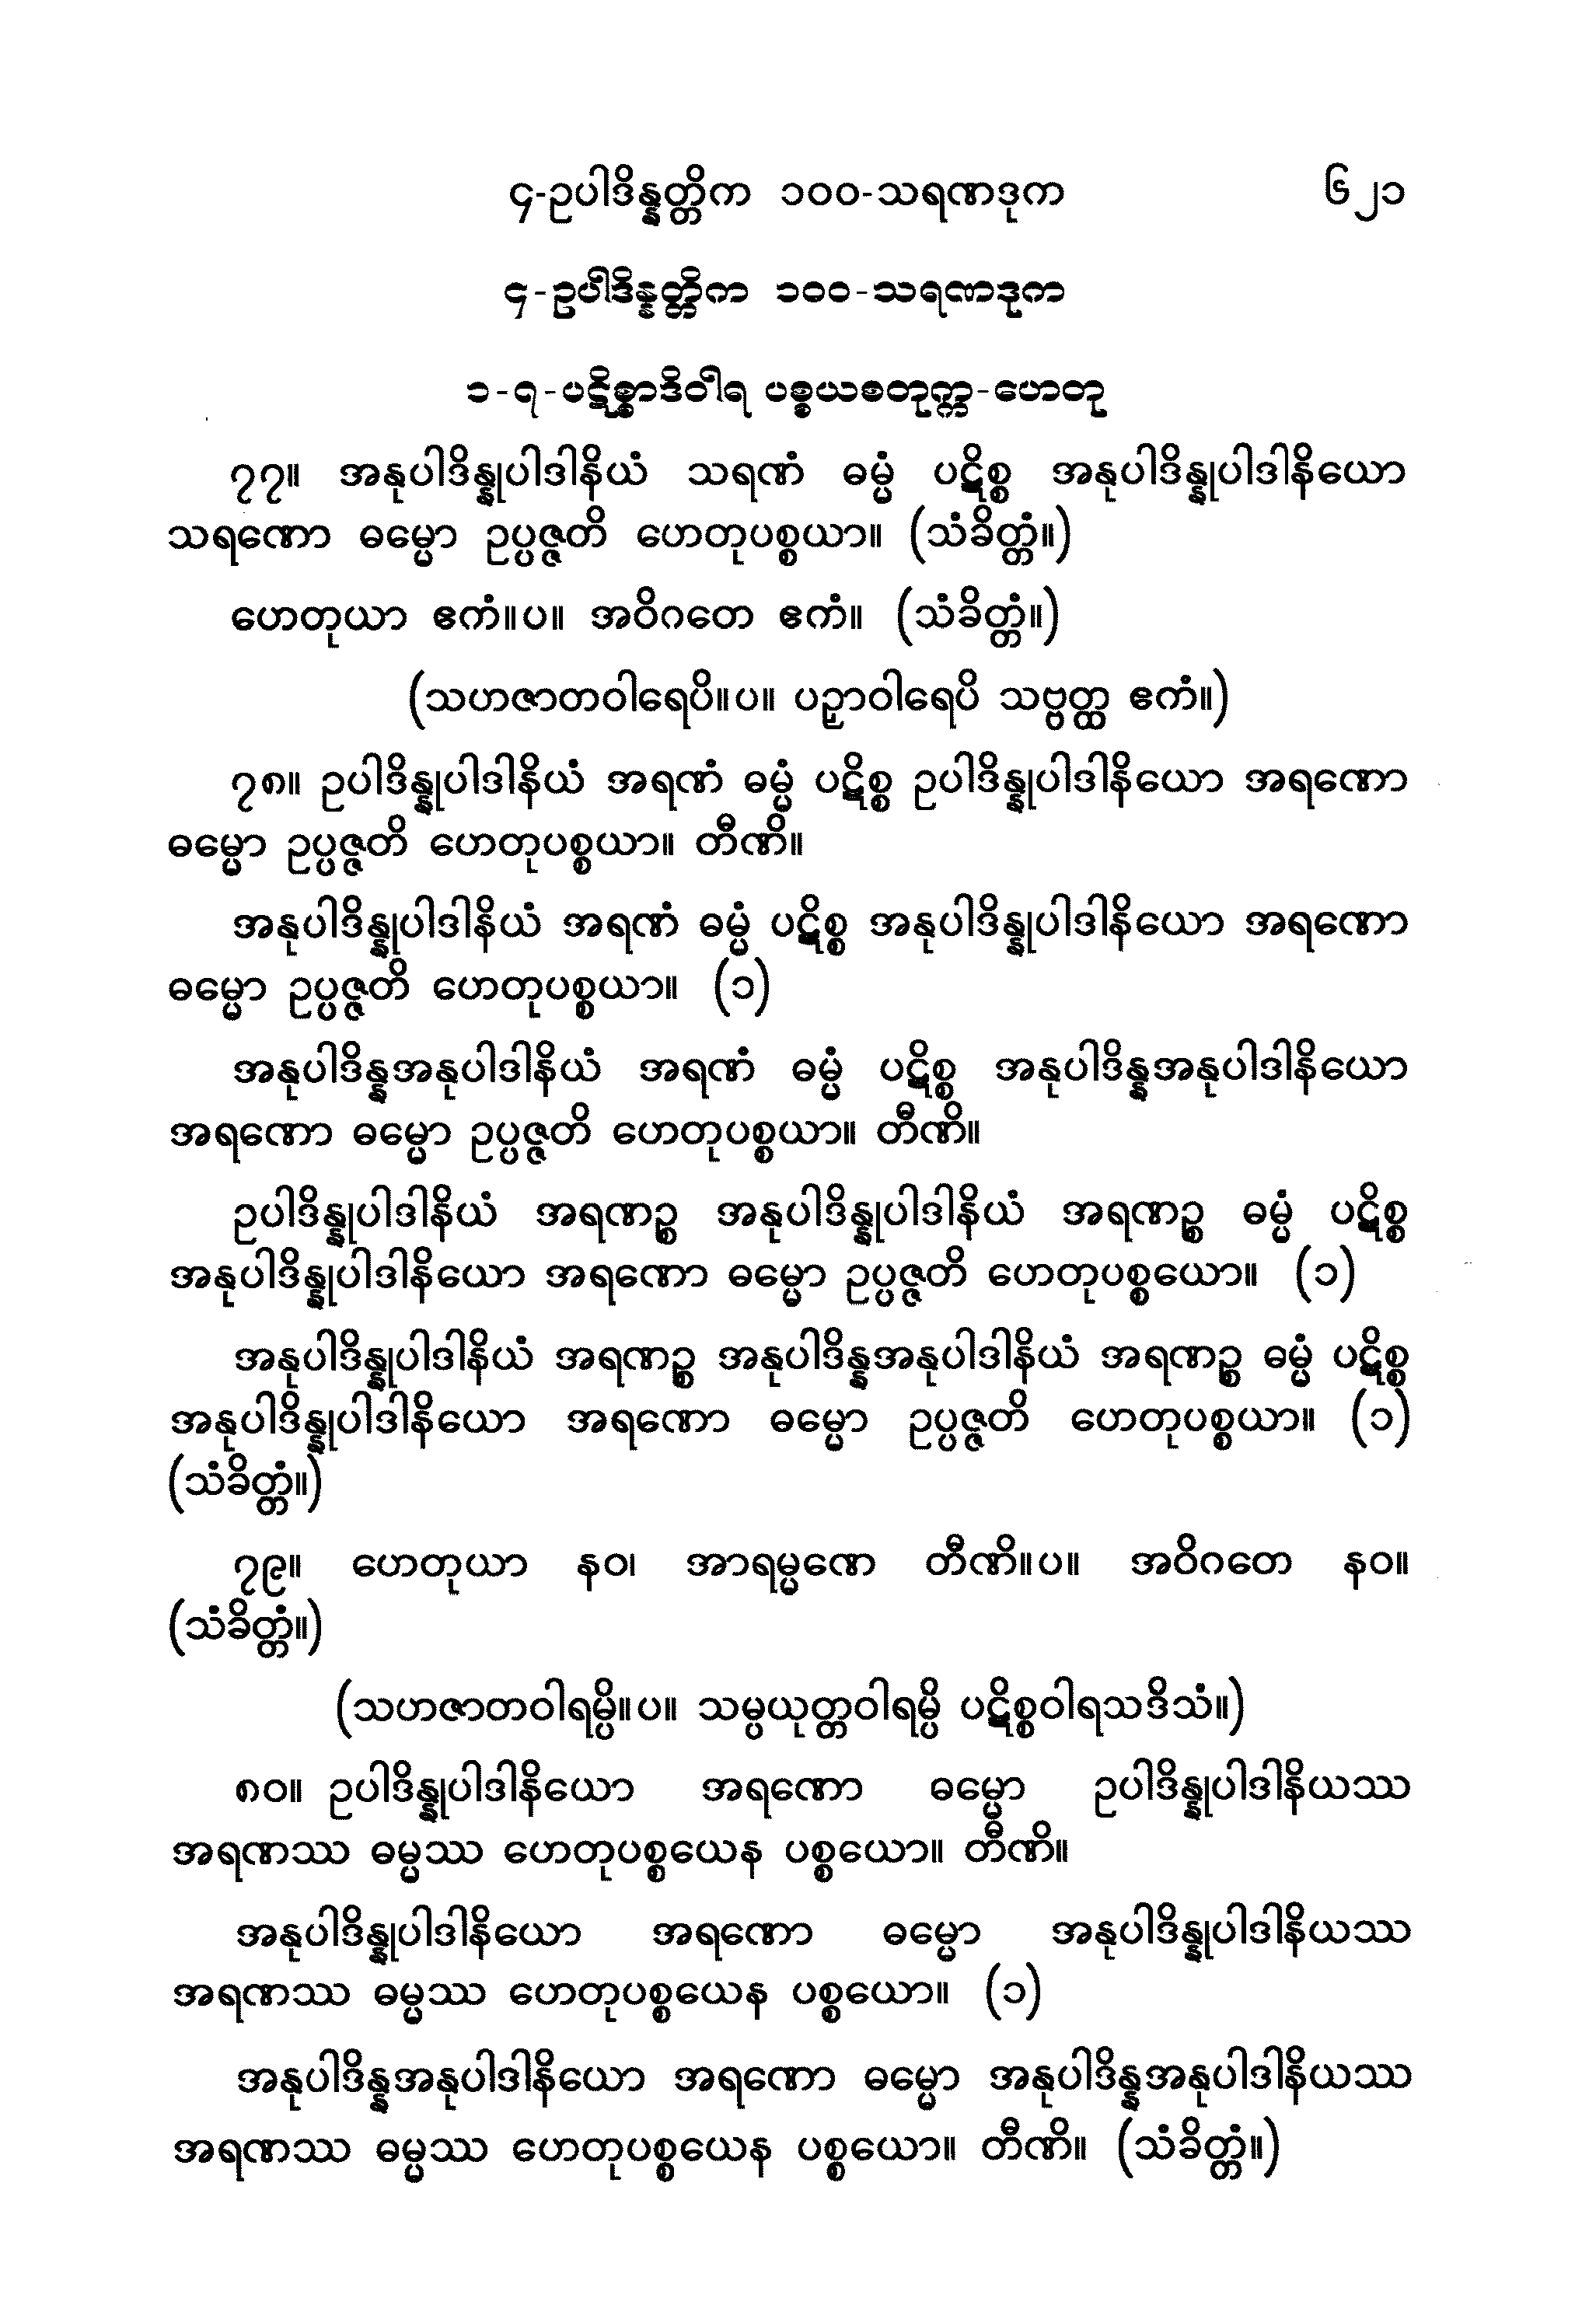 ၄-ဥပါဒိန္နတ္တိက ၁၀၀-သရဏဒုက ၆၂၁
၄-ဥပါဒိန္နတ္တိက ၁၀၀-သရဏဒုက
၁-၇-ပဋိစ္စာဒိဝါရ ပစ္စယစတုက္က-ဟေတု
၇၇။ အနုပါဒိန္နုပါဒါနိယံ သရဏံ ဓမ္မံ ပဋိစ္စ အနုပါဒိန္နုပါဒါနိယော
သရဏော ဓမ္မော ဥပ္ပဇ္ဇတိ ဟေတုပစ္စယာ။ (သံခိတ္တံ။)
ဟေတုယာ ဧကံ။ပ။ အဝိဂတေ ဧကံ။ (သံခိတ္တံ။)
(သဟဇာတဝါရေပိ။ပ။ ပဉှာဝါရေပိ သဗ္ဗတ္ထ ဧကံ။)
၇၈။ ဥပါဒိန္နုပါဒါနိယံ အရဏံ ဓမ္မံ ပဋိစ္စ ဥပါဒိန္နုပါဒါနိယော အရဏော
ဓမ္မော ဥပ္ပဇ္ဇတိ ဟေတုပစ္စယာ။ တီဏိ။
အနုပါဒိန္နုပါဒါနိယံ အရဏံ ဓမ္မံ ပဋိစ္စ အနုပါဒိန္နုပါဒါနိယော အရဏော
ဓမ္မော ဥပ္ပဇ္ဇတိ ဟေတုပစ္စယာ။ (၁)
အနုပါဒိန္နအနုပါဒါနိယံ အရဏံ ဓမ္မံ ပဋိစ္စ အနုပါဒိန္နအနုပါဒါနိယော
အရဏော ဓမ္မော ဥပ္ပဇ္ဇတိ ဟေတုပစ္စယာ။ တီဏိ။
ဥပါဒိန္နုပါဒါနိယံ အရဏဉ္စ အနုပါဒိန္နုပါဒါနိယံ အရဏဉ္စ ဓမ္မံ ပဋိစ္စ
အနုပါဒိန္နုပါဒါနိယော အရဏော ဓမ္မော ဥပ္ပဇ္ဇတိ ဟေတုပစ္စယော။ (၁)
အနုပါဒိန္နုပါဒါနိယံ အရဏဉ္စ အနုပါဒိန္နအနုပါဒါနိယံ အရဏဉ္စ ဓမ္မံ ပဋိစ္စ
အနုပါဒိန္နုပါဒါနိယော အရဏော ဓမ္မော ဥပ္ပဇ္ဇတိ ဟေတုပစ္စယာ။ (၁)
(သံခိတ္တံ။)
၇၉။ ဟေတုယာ နဝ၊ အာရမ္မဏေ တီဏိ။ပ။ အဝိဂတေ နဝ။
(သံခိတ္တံ။)
(သဟဇာတဝါရမ္ပိ။ပ။ သမ္ပယုတ္တဝါရမ္ပိ ပဋိစ္စဝါရသဒိသံ။)
၈၀။ ဥပါဒိန္နုပါဒါနိယော အရဏော ဓမ္မော ဥပါဒိန္နုပါဒါနိယဿ
အရဏဿ ဓမ္မဿ ဟေတုပစ္စယေန ပစ္စယော။ တီဏိ။
အနုပါဒိန္နုပါဒါနိယော အရဏော ဓမ္မော အနုပါဒိန္နုပါဒါနိယဿ
အရဏဿ ဓမ္မဿ ဟေတုပစ္စယေန ပစ္စယော။ (၁)
အနုပါဒိန္နအနုပါဒါနိယော အရဏော ဓမ္မော အနုပါဒိန္နအနုပါဒါနိယဿ
အရဏဿ ဓမ္မဿ ဟေတုပစ္စယေန ပစ္စယော။ တီဏိ။ (သံခိတ္တံ။)